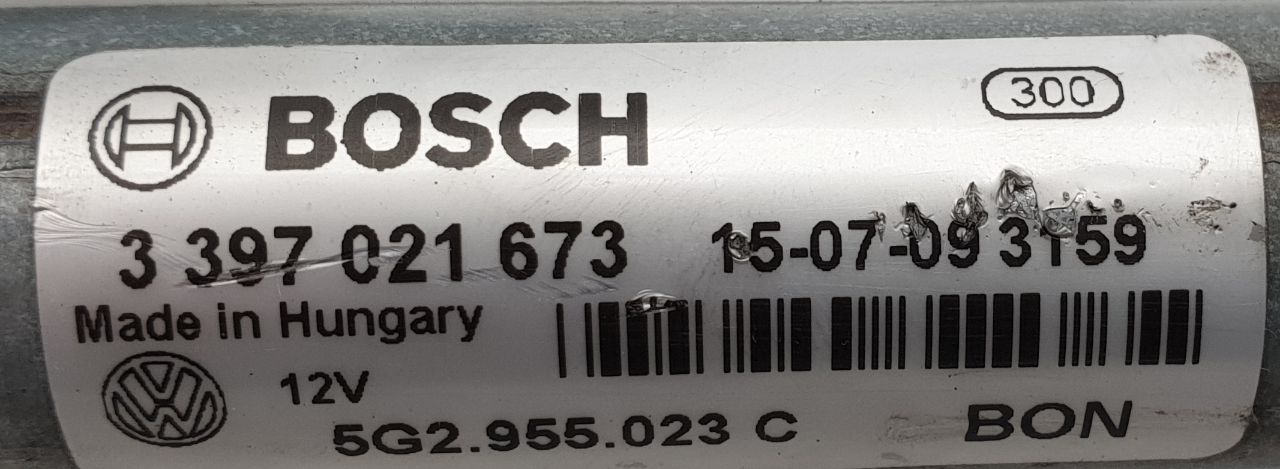 BOSCH
300
3 397 021 673 15-07-09 3159
Made in Hungary
12V
5G2.955.023 C
BON